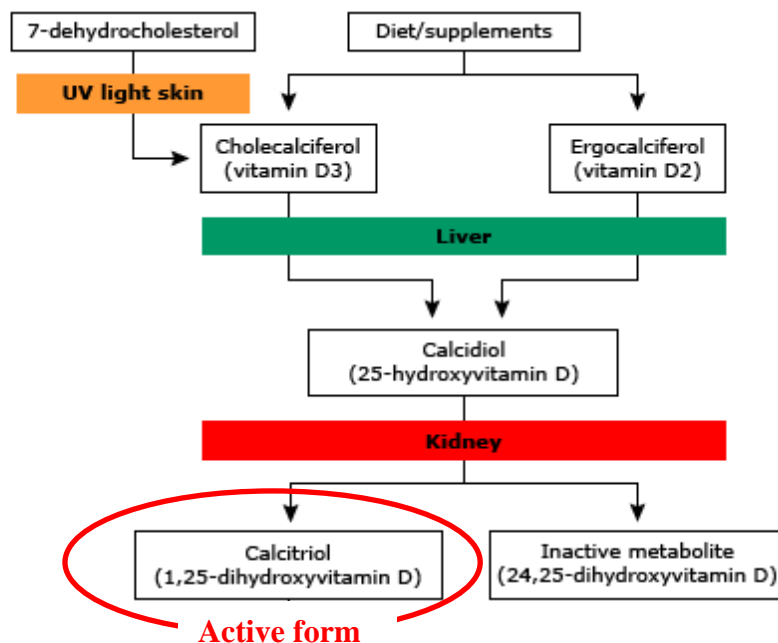 7-dehydrocholesterol
Diet/supplements
UV light skin
Cholecalciferol
(vitamin D3)
Ergocalciferol
(vitamin D2)
Liver
Calcidiol
(25-hydroxyvitamin D)
Kidney
Calcitriol
(1,25-dihydroxyvitamin D)
Inactive metabolite
(24,25-dihydroxyvitamin D)
Active form